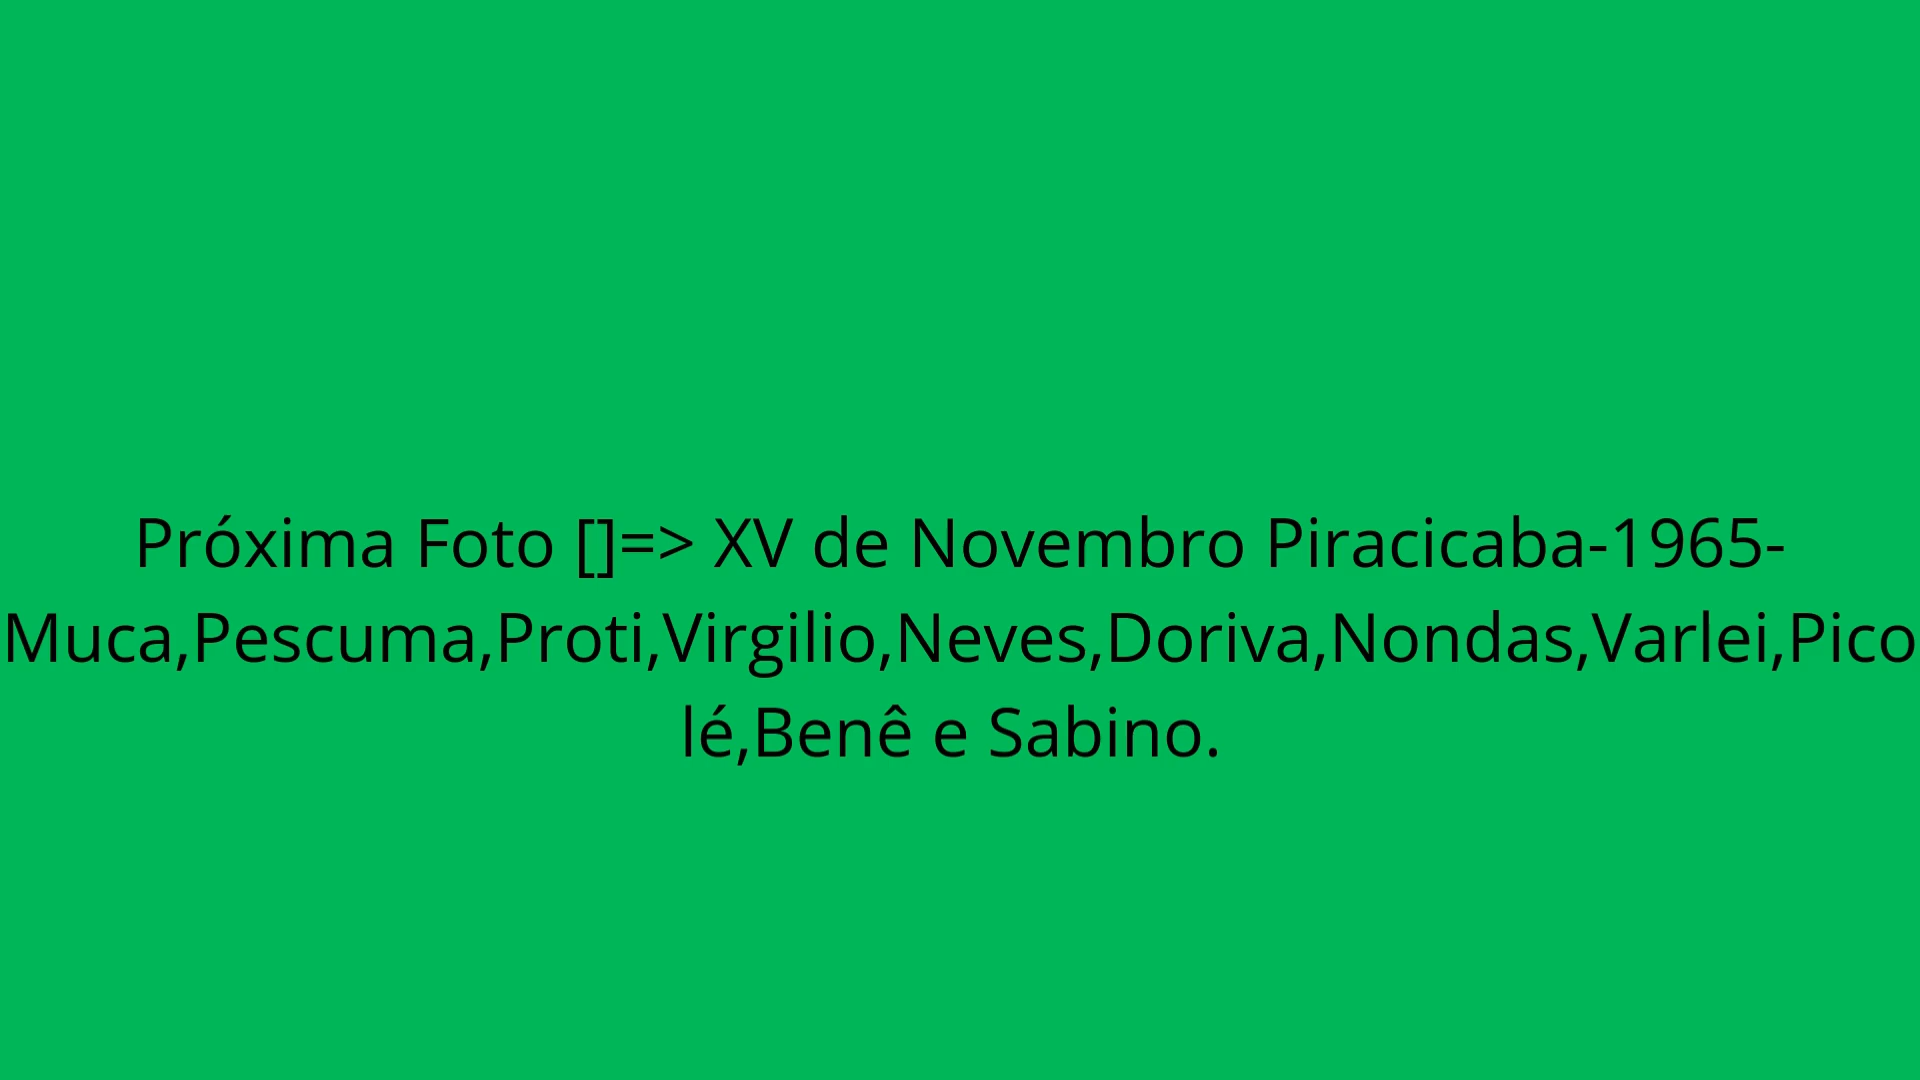 Próxima Foto []=> XV de Novembro Piracicaba-1965-
Muca,Pescuma,Proti,Virgilio,Neves,Doriva,Nondas,Varlei,Pico
lé,Benê e Sabino.